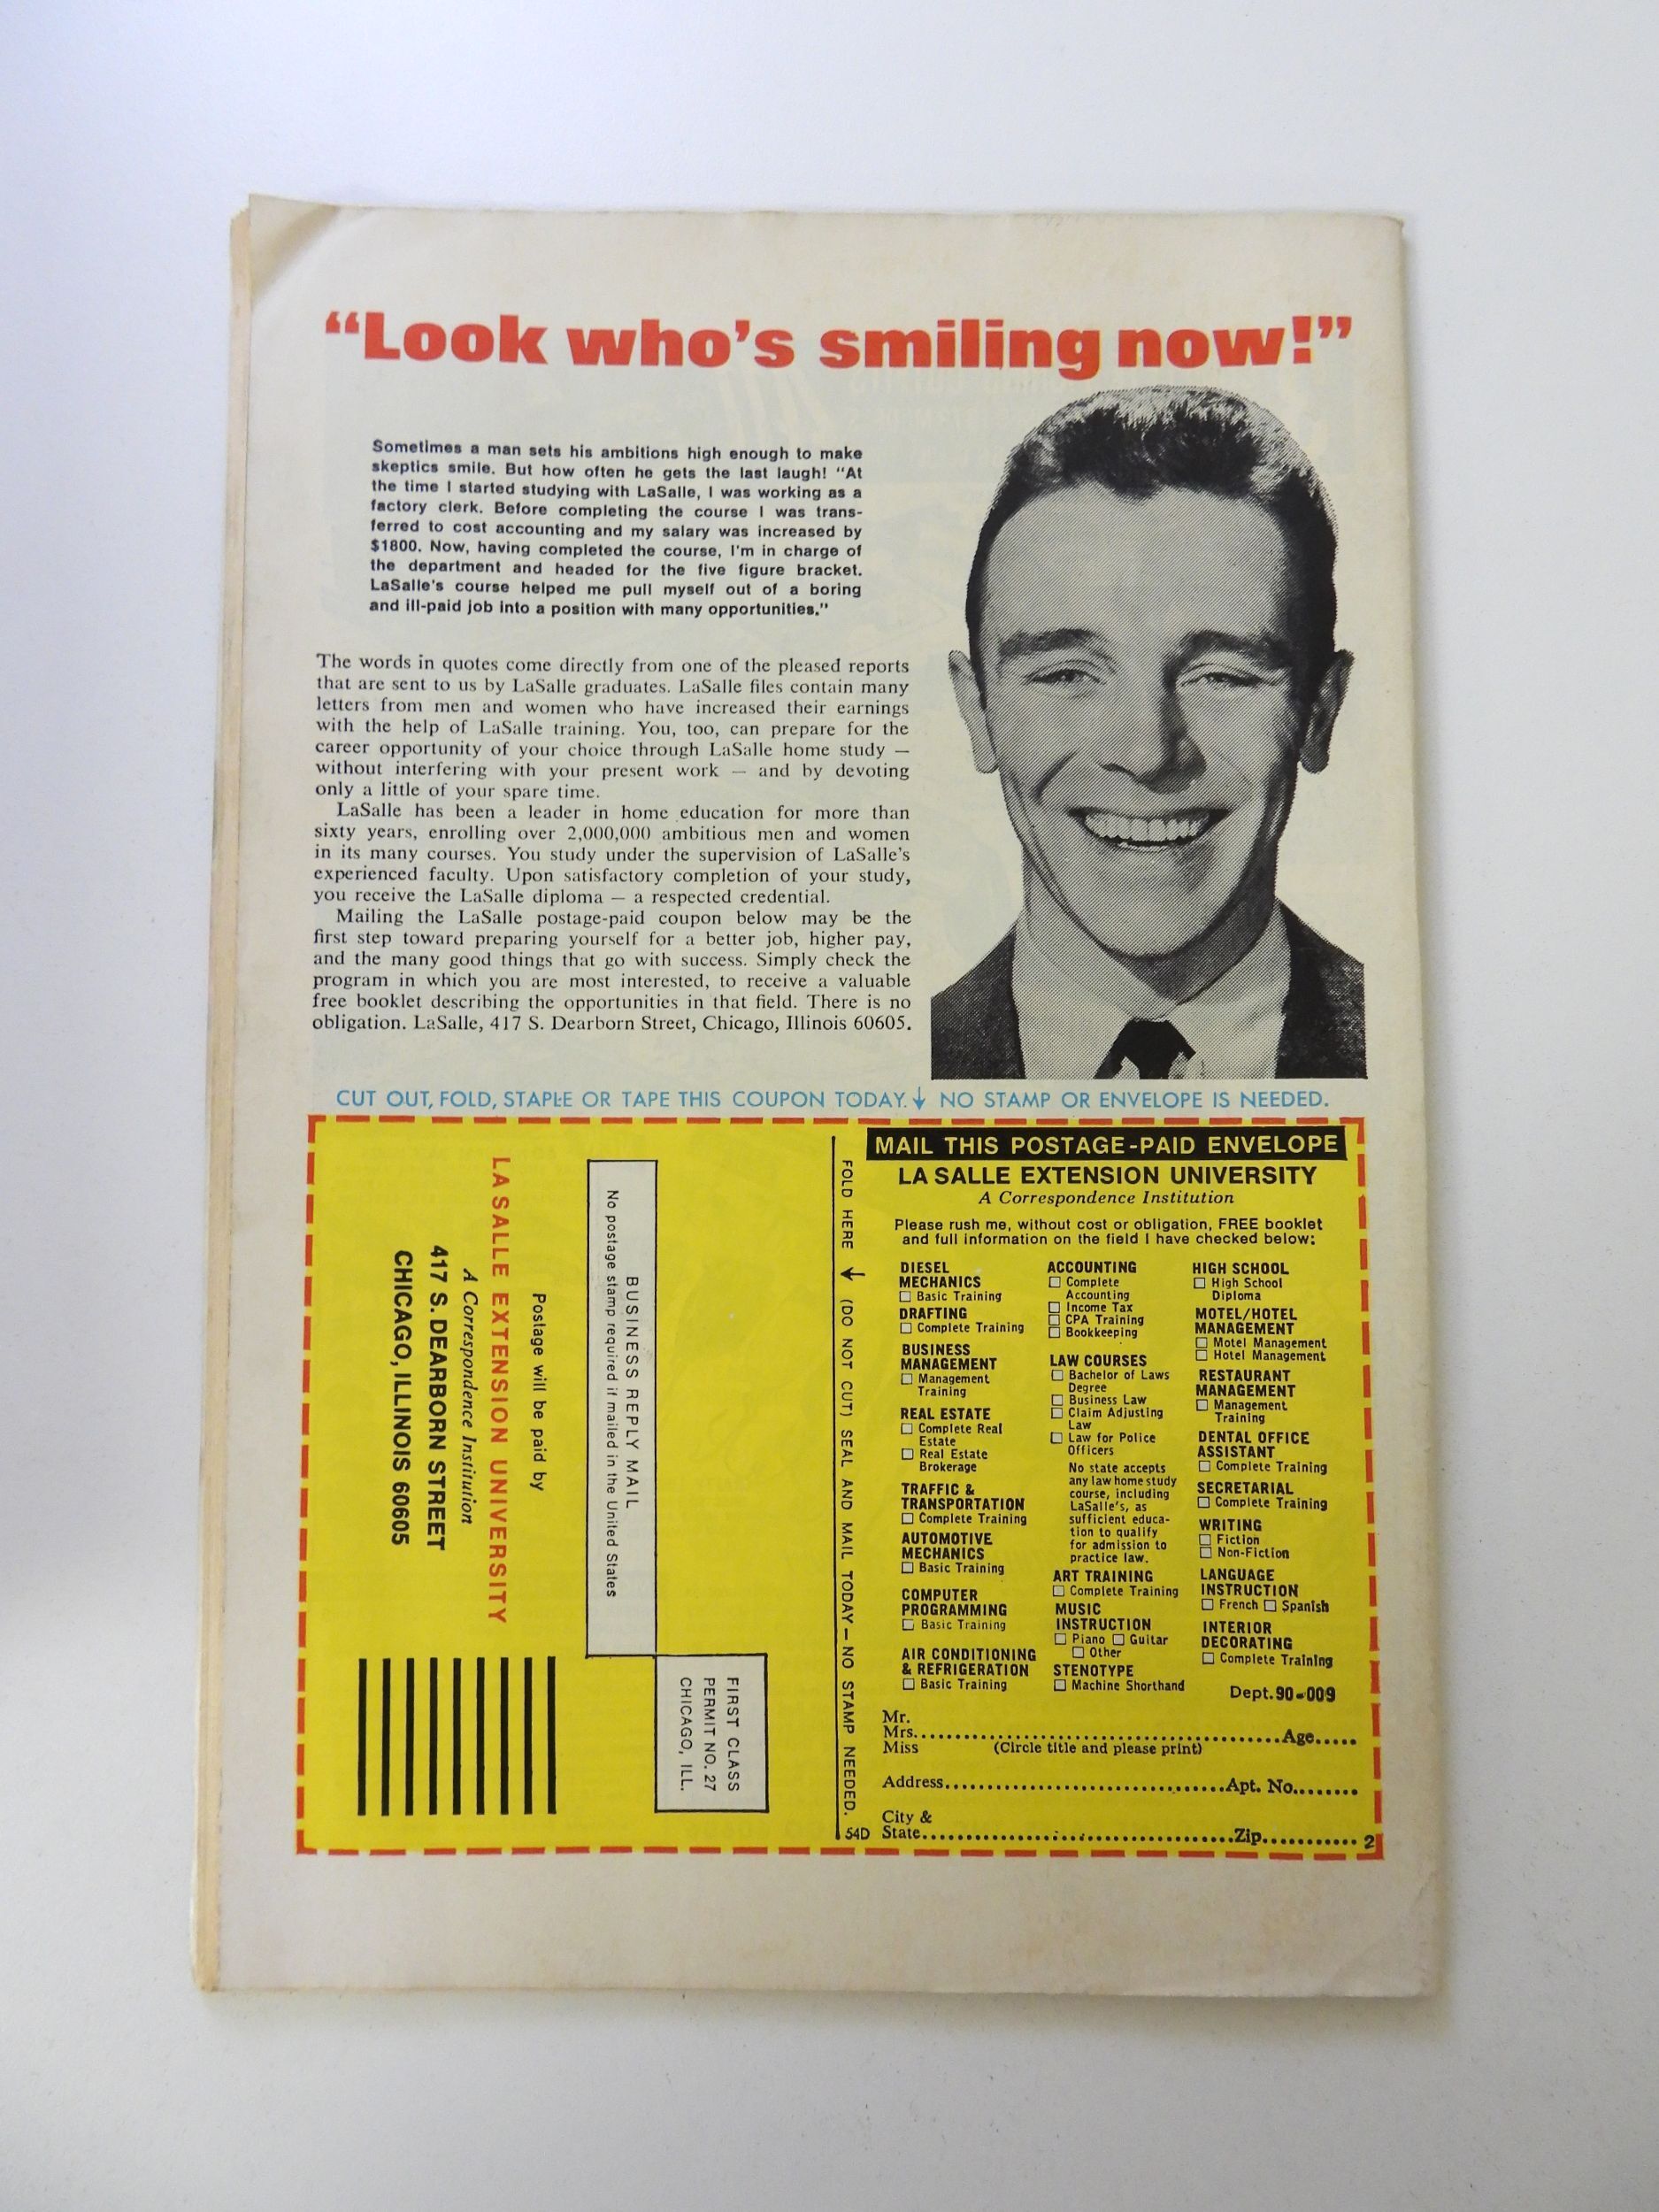 “Look who’s smiling now!”
Sometimes a man sets his ambitions high enough to make
skeptics smile. But how often he gets the last laugh! “At
the time I started studying with LaSalle, I was working as a
factory clerk. Before completing the course I was trans-
ferred to cost accounting and my salary was increased by
$1800. Now, having completed the course, I'm in charge of
the department and headed for the five figure bracket.
LaSalle's course helped me pull myself out of a boring
and ill-paid job into a position with many opportunities.”
The words in quotes come directly from one of the pleased reports
that are sent to us by LaSalle graduates. LaSalle files contain many
letters from men and women who have increased their earnings
with the help of LaSalle training. You, too, can prepare for the
career opportunity of your choice through LaSalle home study —
without interfering with your present work — and by devoting
only a little of your spare time.
LaSalle has been a leader in home education for more than
sixty years, enrolling over 2,000,000 ambitious men and women
in its many courses. You study under the supervision of LaSalle's
experienced faculty. Upon satisfactory completion of your study,
you receive the LaSalle diploma — a respected credential.
Mailing the LaSalle postage-paid coupon below may be the
first step toward preparing yourself for a better job, higher pay,
and the many good things that go with success. Simply check the
program in which you are most interested, to receive a valuable
free booklet describing the opportunities in that field. There is no
obligation. LaSalle, 417 S. Dearborn Street, Chicago, Illinois 60605.
CUT OUT, FOLD, STAPLE OR TAPE THIS COUPON TODAY. ↓ NO STAMP OR ENVELOPE IS NEEDED.
FIRST CLASS
PERMIT NO. 27
CHICAGO, ILL.
BUSINESS REPLY MAIL
No postage stamp required if mailed in the United States
Postage will be paid by
LA SALLE EXTENSION UNIVERSITY
A Correspondence Institution
417 S. DEARBORN STREET
CHICAGO, ILLINOIS 60605
FOLD HERE ↓ (DO NOT CUT) SEAL AND MAIL TODAY — NO STAMP NEEDED.
54D
MAIL THIS POSTAGE-PAID ENVELOPE
LA SALLE EXTENSION UNIVERSITY
A Correspondence Institution
Please rush me, without cost or obligation, FREE booklet
and full information on the field I have checked below:
DIESEL
MECHANICS
☐ Basic Training
DRAFTING
☐ Complete Training
BUSINESS
MANAGEMENT
☐ Management
Training
REAL ESTATE
☐ Complete Real
Estate
☐ Real Estate
Brokerage
TRAFFIC &
TRANSPORTATION
☐ Complete Training
AUTOMOTIVE
MECHANICS
☐ Basic Training
COMPUTER
PROGRAMMING
☐ Basic Training
AIR CONDITIONING
& REFRIGERATION
☐ Basic Training
ACCOUNTING
☐ Complete
Accounting
☐ Income Tax
☐ CPA Training
☐ Bookkeeping
LAW COURSES
☐ Bachelor of Laws
Degree
☐ Business Law
☐ Claim Adjusting
Law
☐ Law for Police
Officers
No state accepts
any law home study
course, including
LaSalle's, as
sufficient educa-
tion to qualify
for admission to
practice law.
ART TRAINING
☐ Complete Training
MUSIC
INSTRUCTION
☐ Piano ☐ Guitar
☐ Other
STENOTYPE
☐ Machine Shorthand
HIGH SCHOOL
☐ High School
Diploma
MOTEL/HOTEL
MANAGEMENT
☐ Motel Management
☐ Hotel Management
RESTAURANT
MANAGEMENT
☐ Management
Training
DENTAL OFFICE
ASSISTANT
☐ Complete Training
SECRETARIAL
☐ Complete Training
WRITING
☐ Fiction
☐ Non-Fiction
LANGUAGE
INSTRUCTION
☐ French ☐ Spanish
INTERIOR
DECORATING
☐ Complete Training
Dept. 90-009
Mr.
Mrs. ........ Age.....
Miss (Circle title and please print)
Address........ Apt. No........
City &
State........ Zip........ 2